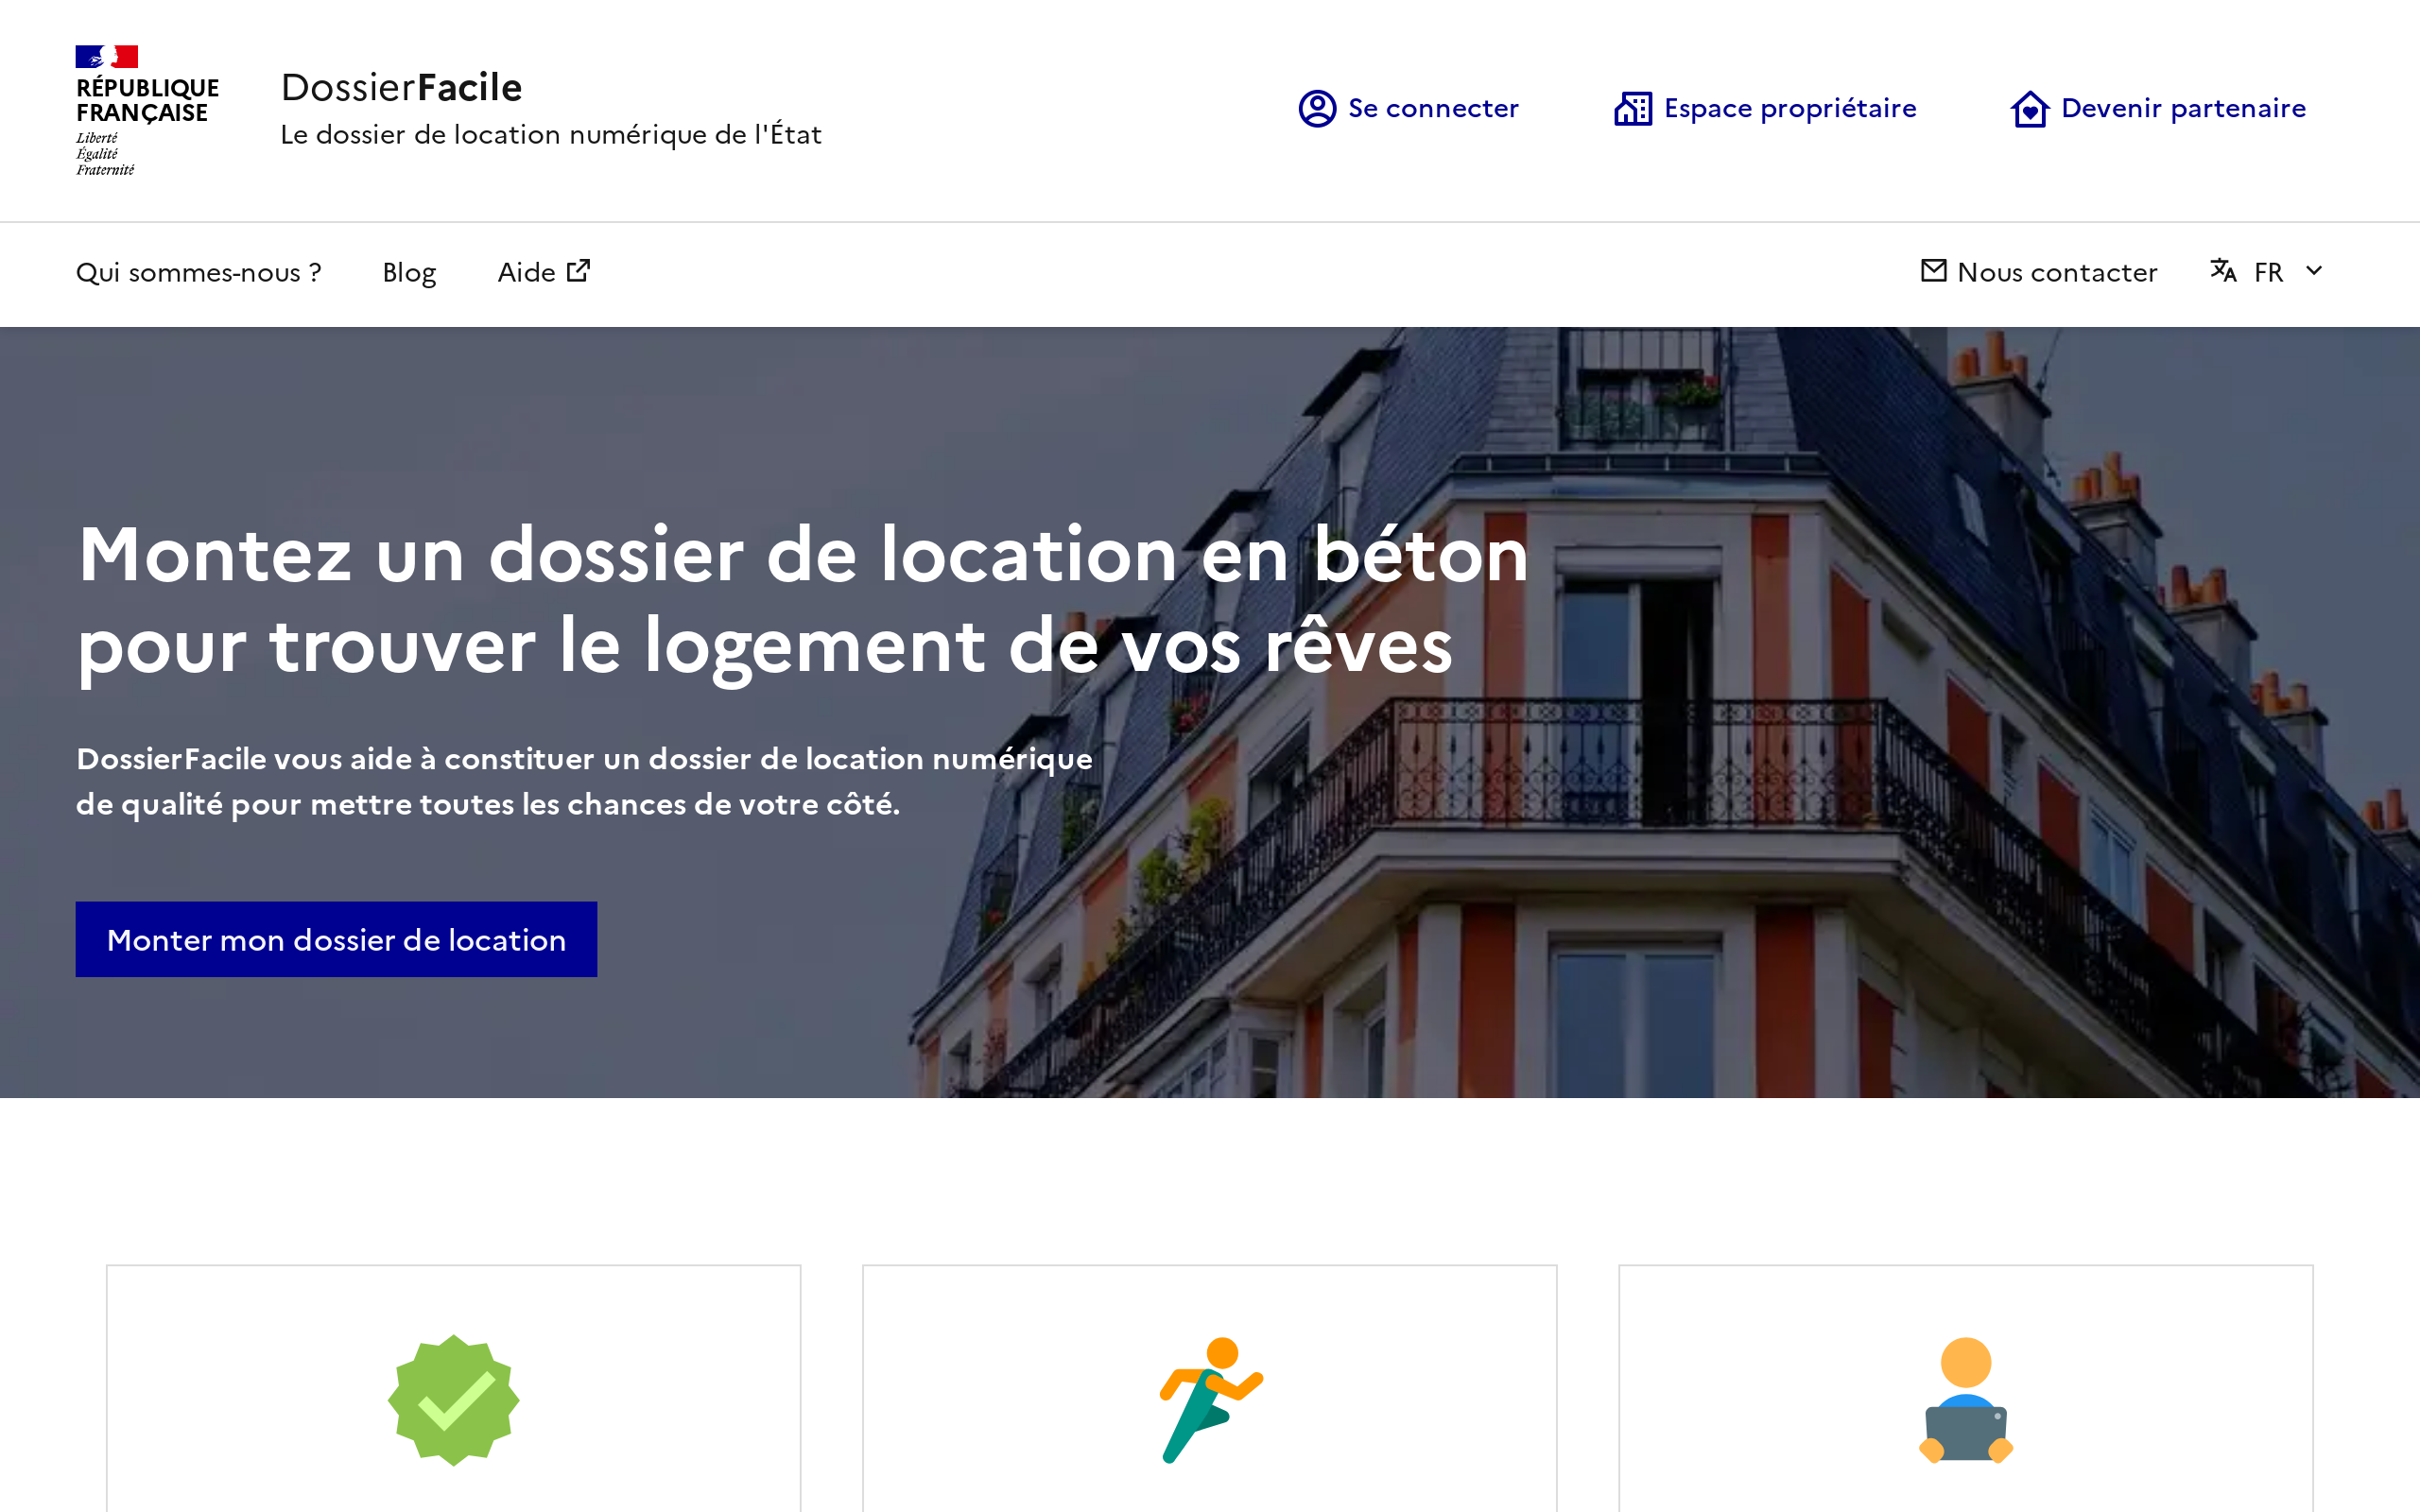 RÉPUBLIQUE
FRANÇAISE
Liberté
Égalité
Fraternité
DossierFacile
Le dossier de location numérique de l'État
Se connecter
Espace propriétaire
Devenir partenaire
Qui sommes-nous ?
Blog
Aide
Nous contacter
FR
Montez un dossier de location en béton
pour trouver le logement de vos rêves
DossierFacile vous aide à constituer un dossier de location numérique
de qualité pour mettre toutes les chances de votre côté.
Monter mon dossier de location